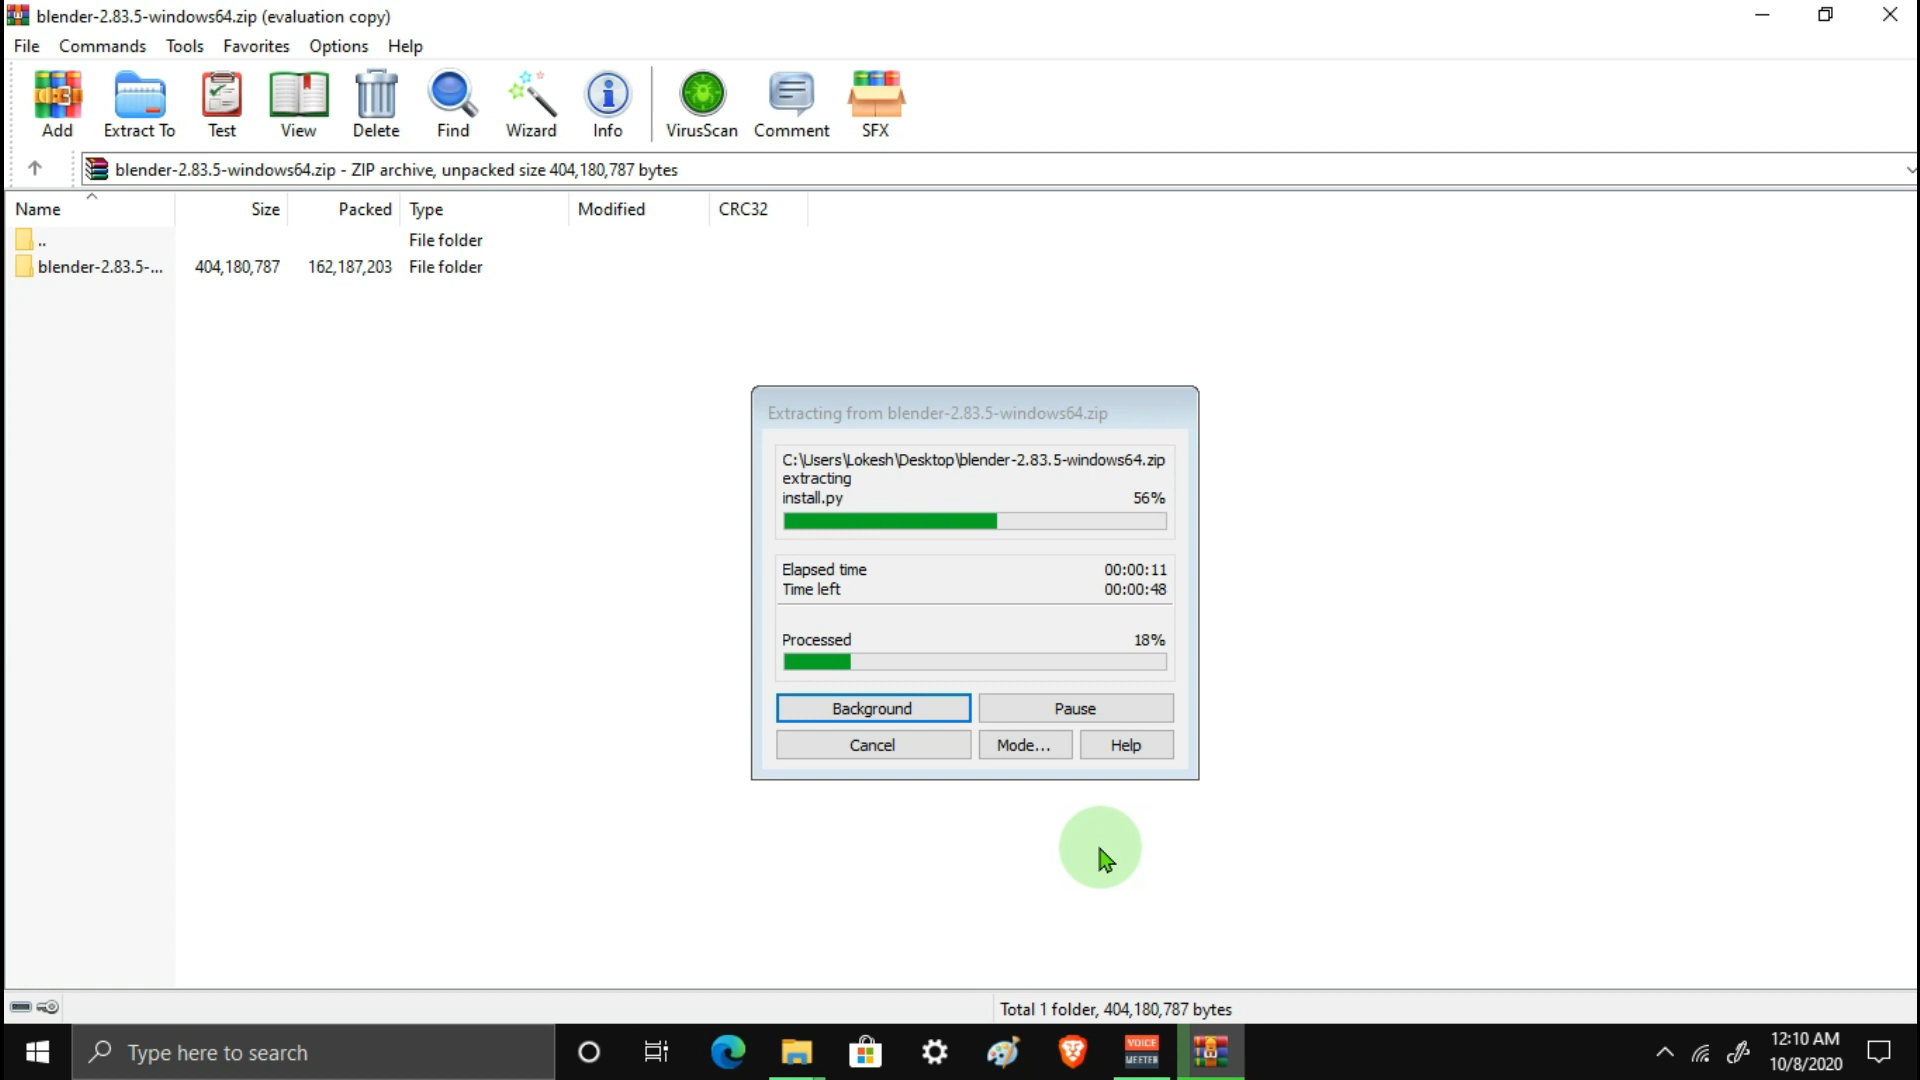 blender-2.83.5-windows64.zip (evaluation copy)
File Commands Tools Favorites Options Help
Add Extract To Test View Delete Find Wizard Info VirusScan Comment SFX
blender-2.83.5-windows64.zip - ZIP archive, unpacked size 404,180,787 bytes
Name Size Packed Type Modified CRC32
.. File folder
blender-2.83.5-... 404,180,787 162,187,203 File folder
Extracting from blender-2.83.5-windows64.zip
C:\Users\Lokesh\Desktop\blender-2.83.5-windows64.zip
extracting
install.py 56%
Elapsed time 00:00:11
Time left 00:00:48
Processed 18%
Background Pause
Cancel Mode... Help
Total 1 folder, 404,180,787 bytes
Type here to search
VOICE
MEETER
12:10 AM
10/8/2020